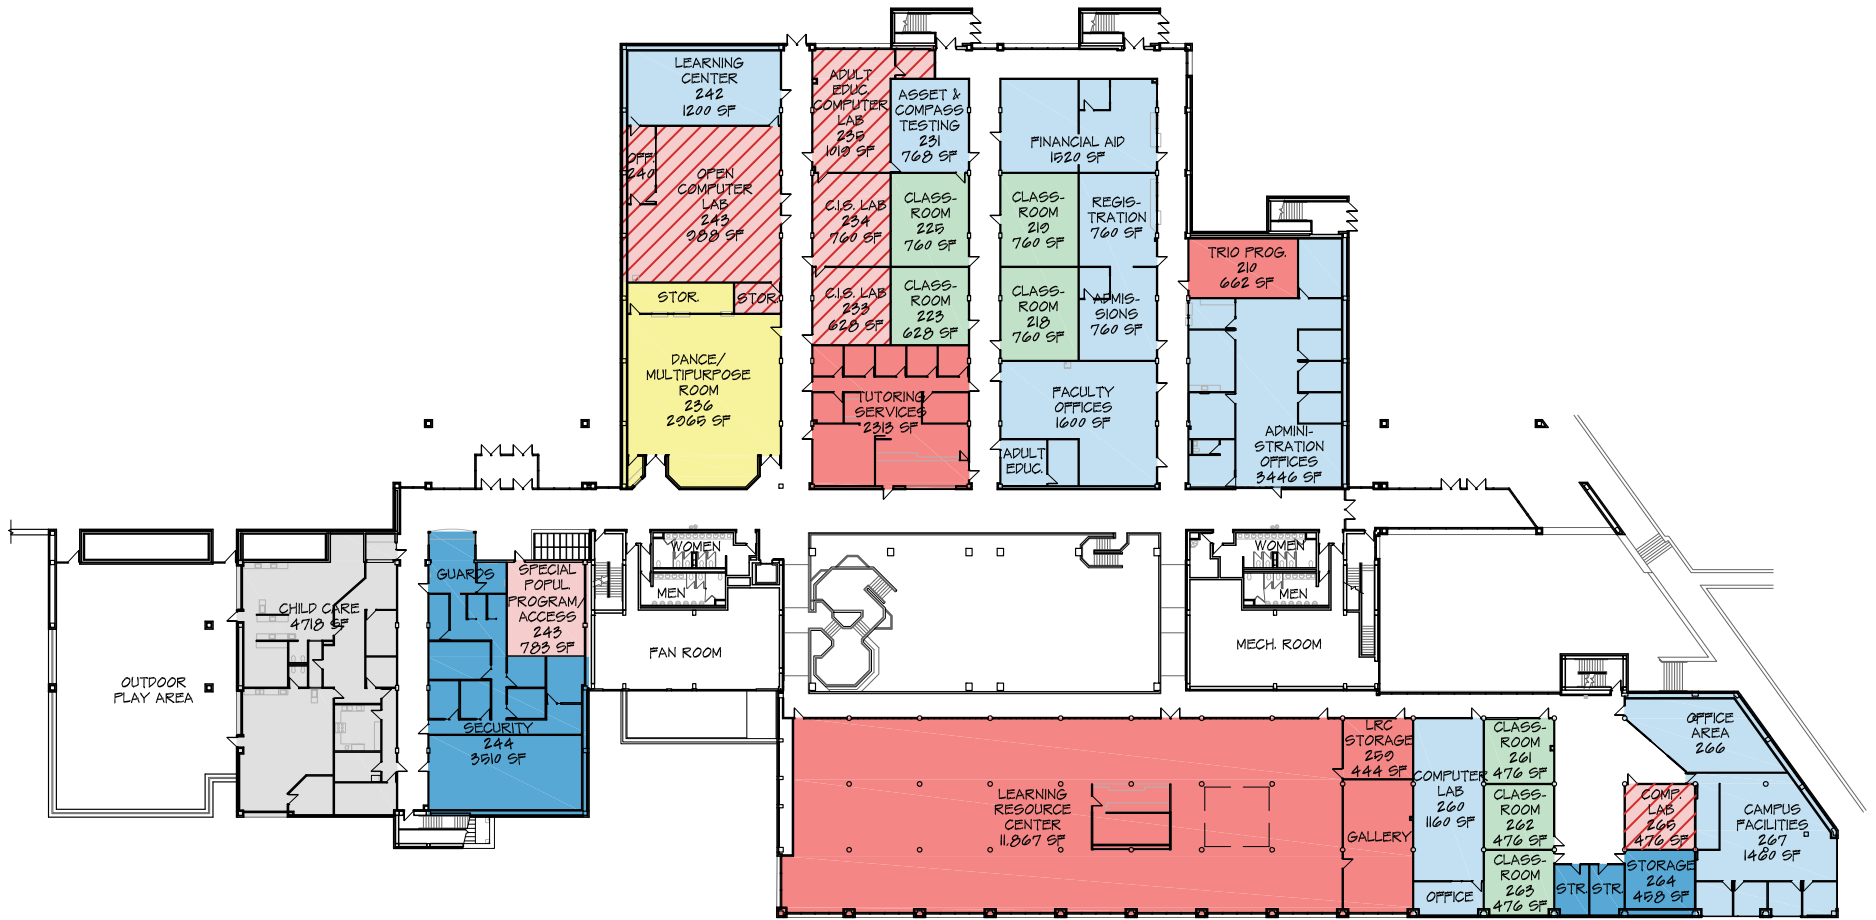 LEARNING
CENTER
242
1200 SF
OFF.
240
OPEN
COMPUTER
LAB
243
988 SF
STOR.
STOR.
DANCE/
MULTIPURPOSE
ROOM
236
2965 SF
ADULT
EDUC.
COMPUTER
LAB
235
1019 SF
ASSET &
COMPASS
TESTING
231
768 SF
C.I.S. LAB
234
760 SF
CLASS-
ROOM
225
760 SF
C.I.S. LAB
233
628 SF
CLASS-
ROOM
223
628 SF
TUTORING
SERVICES
2313 SF
FINANCIAL AID
1520 SF
CLASS-
ROOM
219
760 SF
REGIS-
TRATION
760 SF
CLASS-
ROOM
218
760 SF
ADMIS-
SIONS
760 SF
FACULTY
OFFICES
1600 SF
ADULT
EDUC.
TRIO PROG.
210
662 SF
ADMINI-
STRATION
OFFICES
3446 SF
OUTDOOR
PLAY AREA
CHILD CARE
4718 SF
GUARDS
SPECIAL
POPUL.
PROGRAM/
ACCESS
243
783 SF
SECURITY
244
3510 SF
WOMEN
MEN
FAN ROOM
WOMEN
MEN
MECH. ROOM
LEARNING
RESOURCE
CENTER
11,867 SF
LRC
STORAGE
259
444 SF
GALLERY
COMPUTER
LAB
260
1160 SF
OFFICE
CLASS-
ROOM
261
476 SF
CLASS-
ROOM
262
476 SF
CLASS-
ROOM
263
476 SF
STR.
STR.
OFFICE
AREA
266
COMP.
LAB
265
476 SF
STORAGE
264
458 SF
CAMPUS
FACILITIES
267
1460 SF